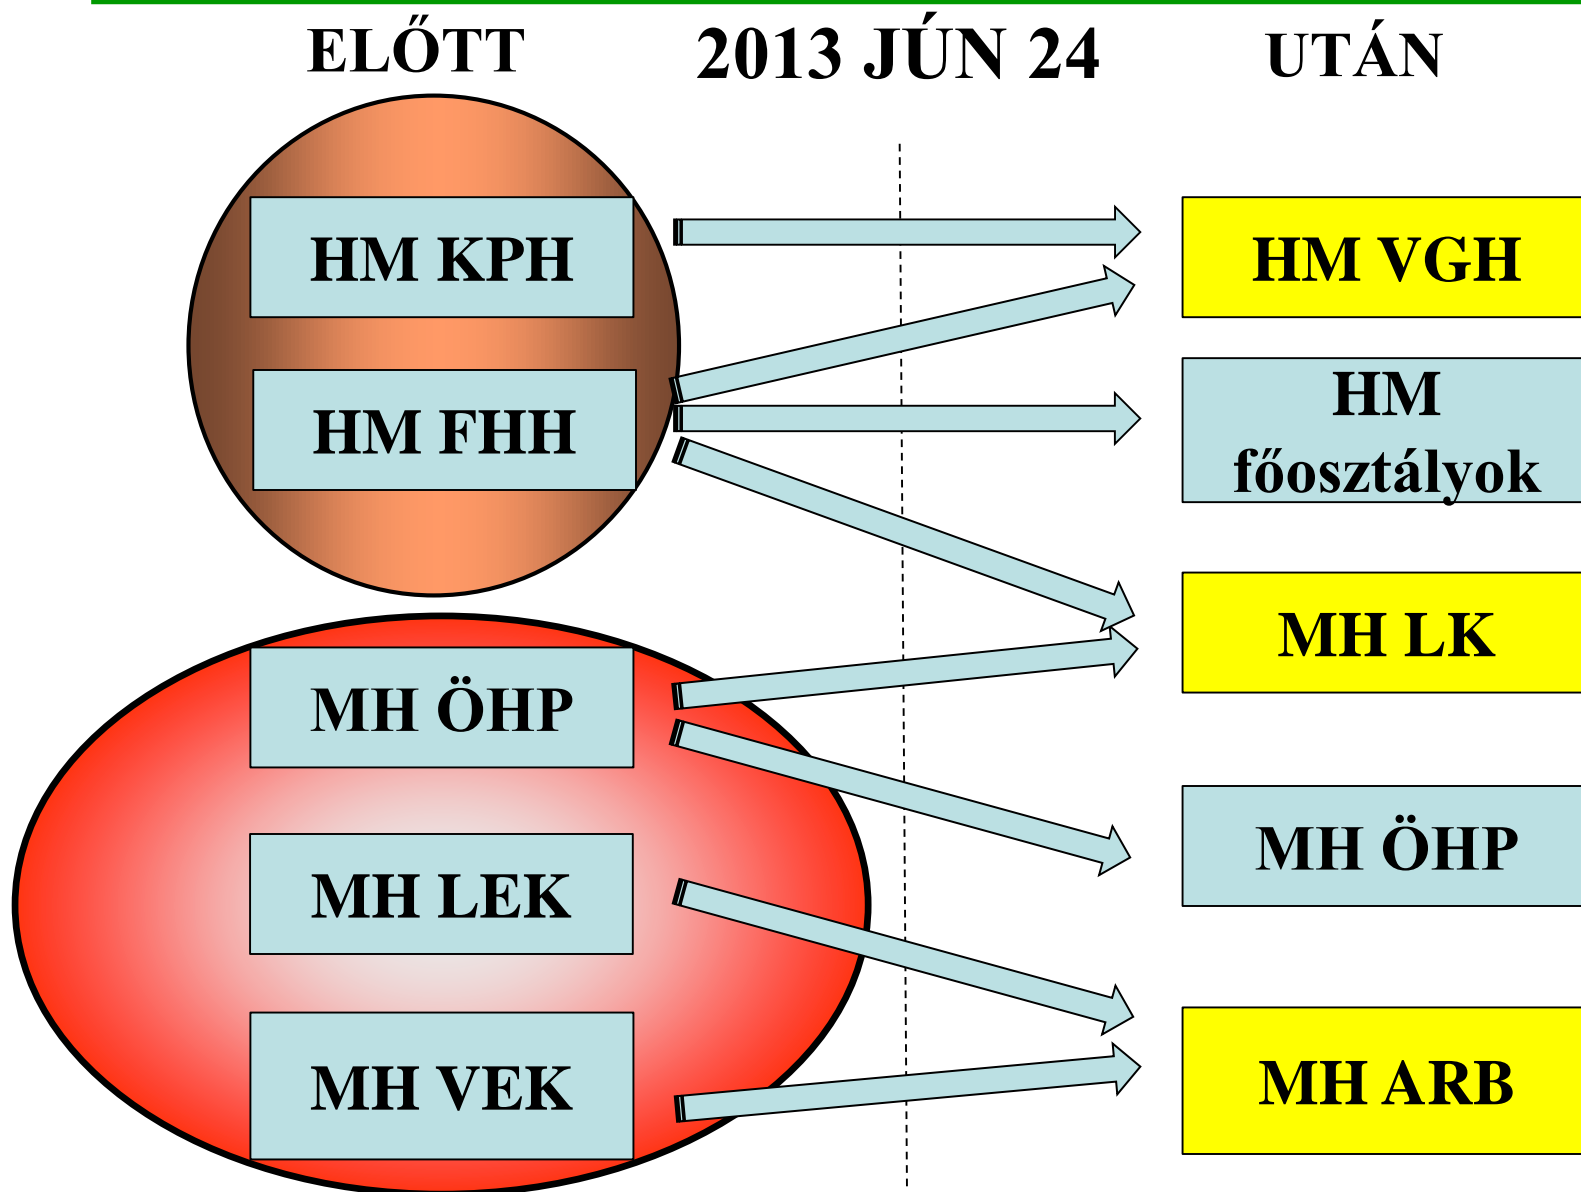 ELŐTT
2013 JÚN 24
UTÁN
HM KPH
HM VGH
HM FHH
HM
főosztályok
MH LK
MH ÖHP
MH ÖHP
MH LEK
MH VEK
MH ARB